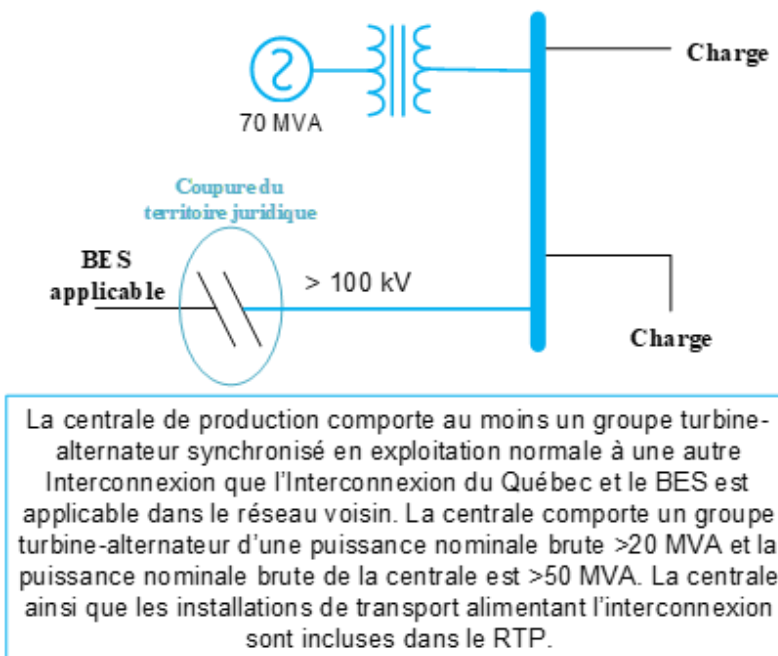 Charge
70 MVA
Coupure du
territoire juridique
BES
applicable
> 100 kV
Charge
La centrale de production comporte au moins un groupe turbine-
alternateur synchronisé en exploitation normale à une autre
Interconnexion que l'Interconnexion du Québec et le BES est
applicable dans le réseau voisin. La centrale comporte un groupe
turbine-alternateur d'une puissance nominale brute >20 MVA et la
puissance nominale brute de la centrale est >50 MVA. La centrale
ainsi que les installations de transport alimentant l'interconnexion
sont incluses dans le RTP.